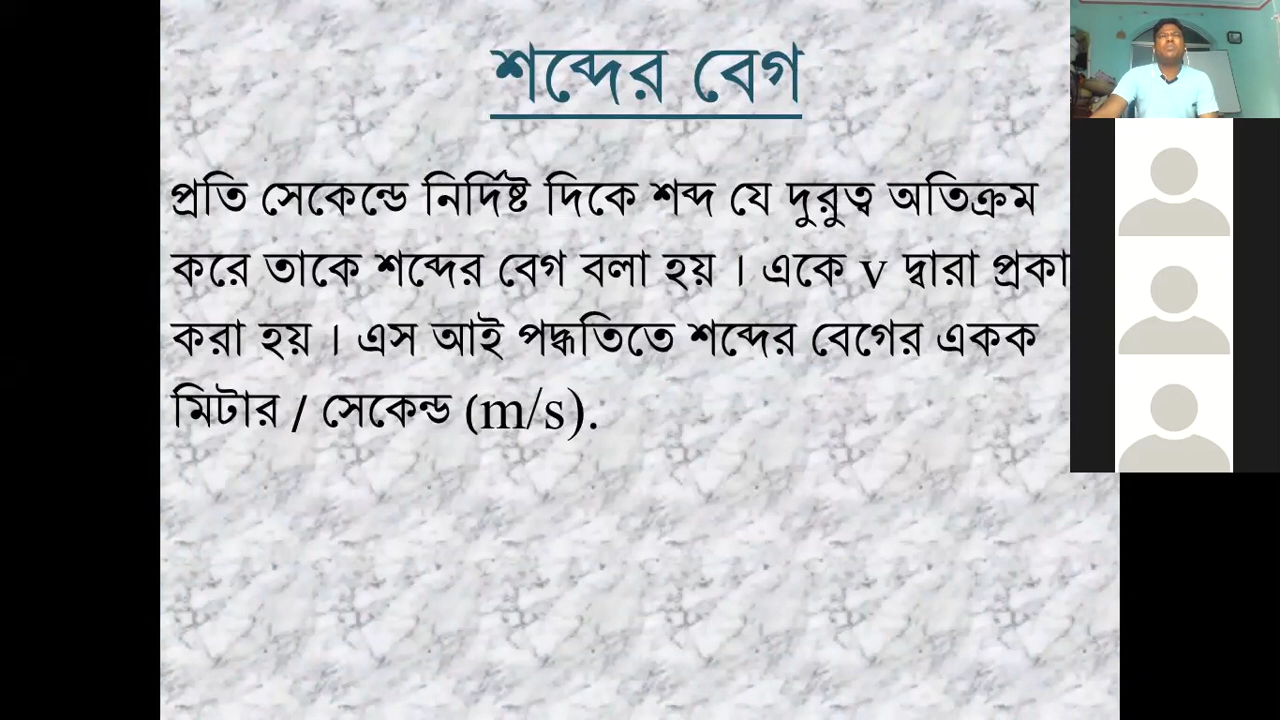 শব্দের বেগ
প্রতি সেকেন্ডে নির্দিষ্ট দিকে শব্দ যে দুরুত্ব অতিক্রম
করে তাকে শব্দের বেগ বলা হয় । একে v দ্বারা প্রকা
করা হয় । এস আই পদ্ধতিতে শব্দের বেগের একক
মিটার / সেকেন্ড (m/s).